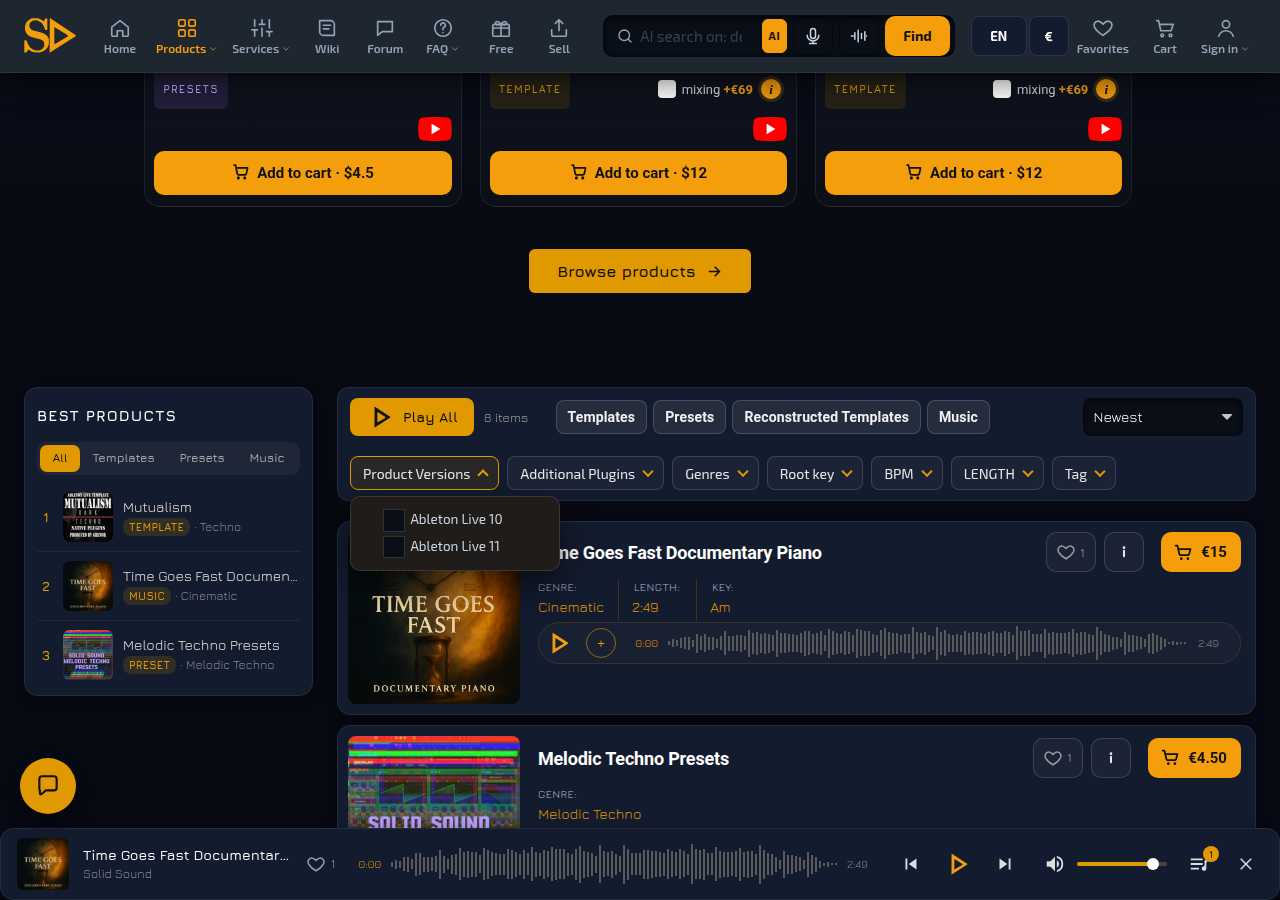 SD
Home
Products
Services
Wiki
Forum
FAQ
Free
Sell
AI search on: de
AI
Find
EN
€
Favorites
Cart
Sign in
PRESETS
TEMPLATE
mixing +€69
i
TEMPLATE
mixing +€69
i
Add to cart · $4.5
Add to cart · $12
Add to cart · $12
Browse products →
BEST PRODUCTS
All
Templates
Presets
Music
1
Mutualism
TEMPLATE · Techno
2
Time Goes Fast Documen...
MUSIC · Cinematic
3
Melodic Techno Presets
PRESET · Melodic Techno
Play All
8 items
Templates
Presets
Reconstructed Templates
Music
Newest
Product Versions
Additional Plugins
Genres
Root key
BPM
LENGTH
Tag
Ableton Live 10
Ableton Live 11
me Goes Fast Documentary Piano
1
i
€15
GENRE:
LENGTH:
KEY:
Cinematic
2:49
Am
+
0:00
2:49
TIME GOES
FAST
DOCUMENTARY PIANO
Melodic Techno Presets
1
i
€4.50
GENRE:
Melodic Techno
SOLID SOUND
Time Goes Fast Documentar...
Solid Sound
1
0:00
2:49
1